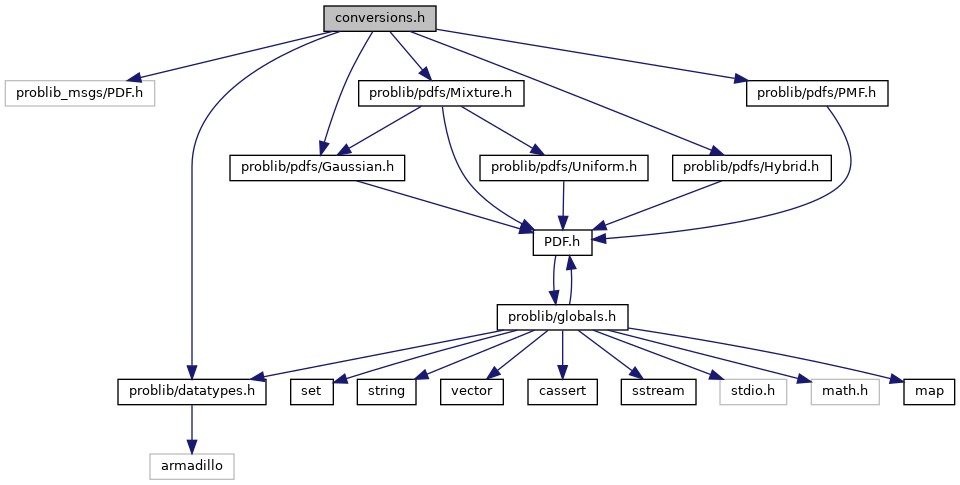 conversions.h
problib_msgs/PDF.h
problib/pdfs/Mixture.h
problib/pdfs/PMF.h
problib/pdfs/Gaussian.h
problib/pdfs/Uniform.h
problib/pdfs/Hybrid.h
PDF.h
problib/globals.h
problib/datatypes.h
set
string
vector
cassert
sstream
stdio.h
math.h
map
armadillo